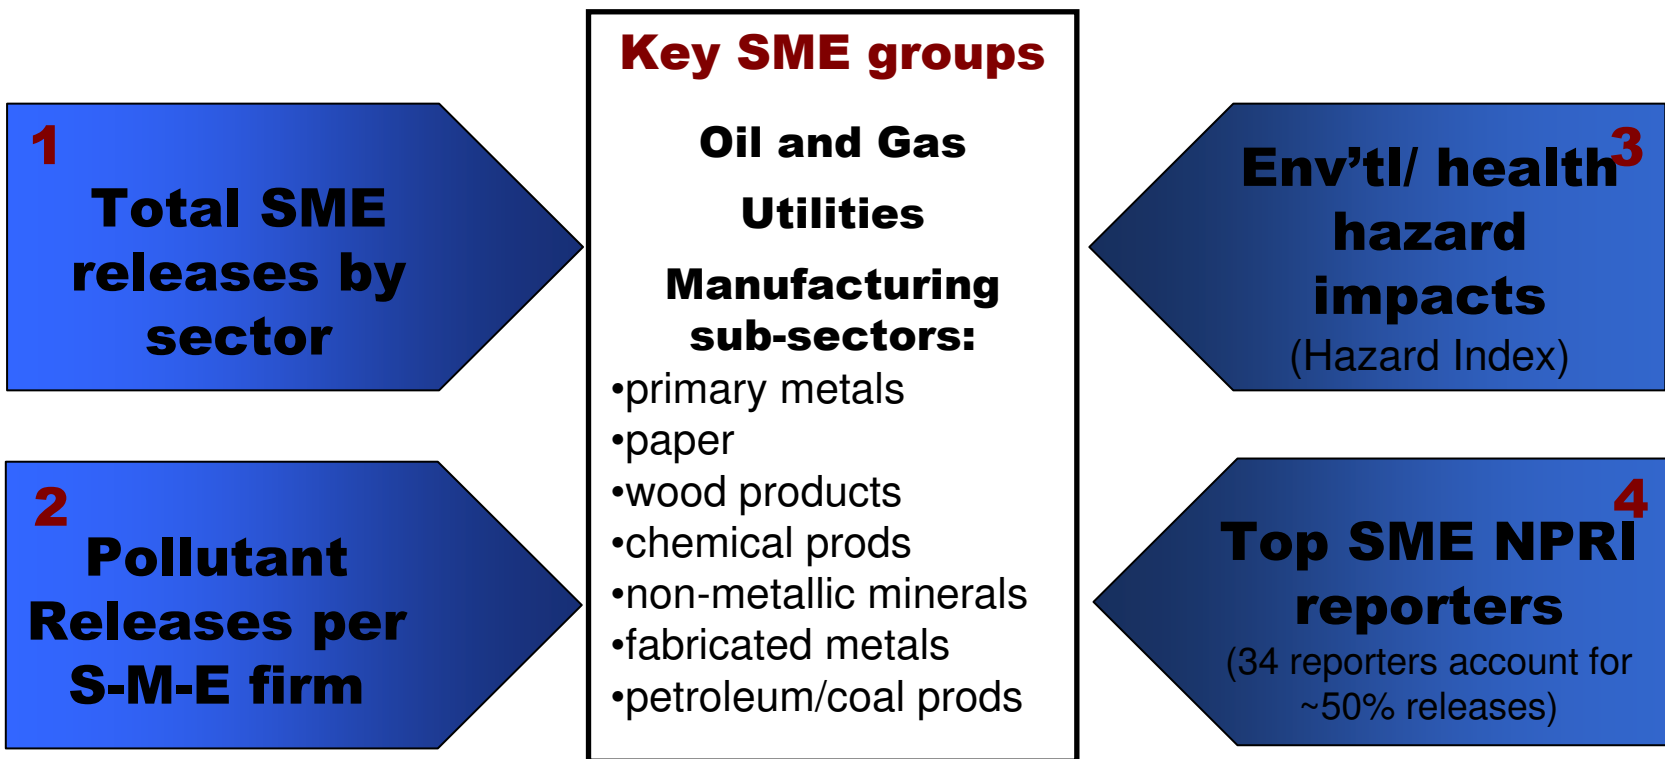 1
Total SME
releases by
sector
2
Pollutant
Releases per
S-M-E firm
Key SME groups
Oil and Gas
Utilities
Manufacturing
sub-sectors:
•primary metals
•paper
•wood products
•chemical prods
•non-metallic minerals
•fabricated metals
•petroleum/coal prods
3
Env’tl/ health
hazard
impacts
(Hazard Index)
4
Top SME NPRI
reporters
(34 reporters account for
~50% releases)